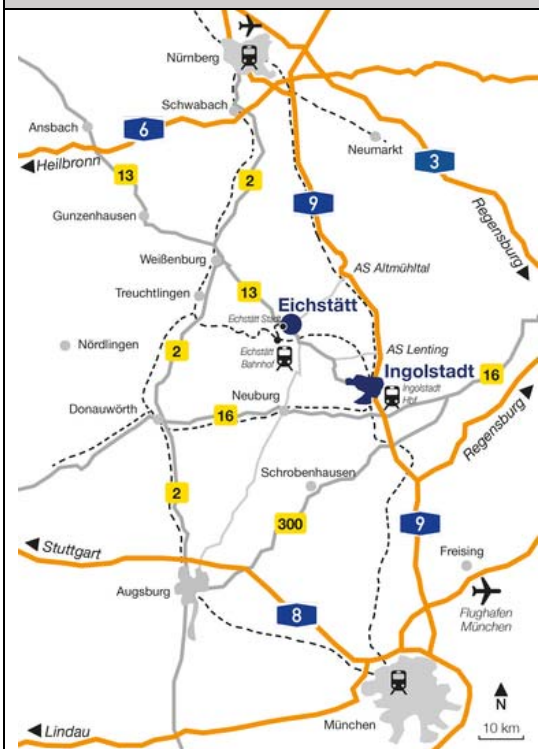 Nürnberg
Schwabach
Ansbach
6
Neumarkt
Heilbronn
3
13
2
9
Gunzenhausen
Regensburg
Weißenburg
AS Altmühltal
Treuchtlingen
13
Eichstätt
Eichstätt Stadt
Nördlingen
2
Eichstätt
Bahnhof
AS Lenting
Ingolstadt
16
Ingolstadt
Hbf
Neuburg
Donauwörth
16
Regensburg
Schrobenhausen
2
300
9
Stuttgart
Freising
Augsburg
8
Flughafen
München
N
München
10 km
Lindau